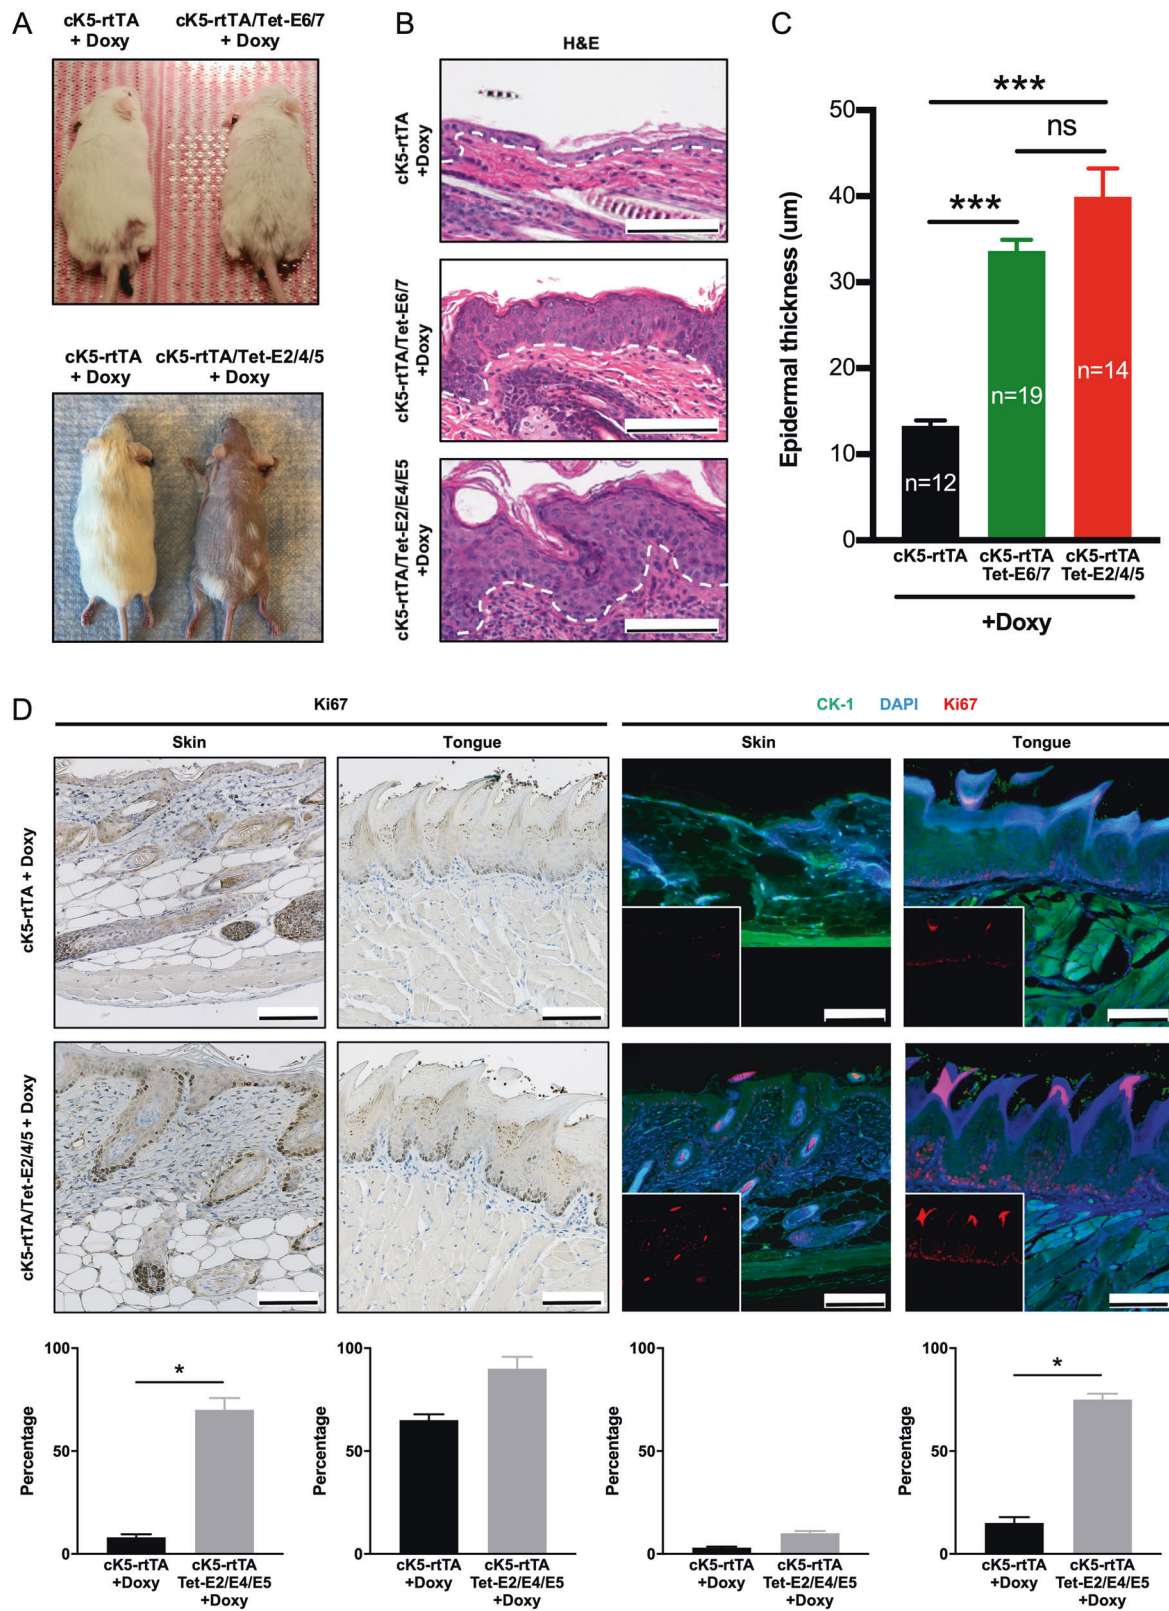 A
cK5-rtTA
+ Doxy
cK5-rtTA/Tet-E6/7
+ Doxy
cK5-rtTA
+ Doxy
cK5-rtTA/Tet-E2/4/5
+ Doxy
B
H&E
cK5-rtTA
+Doxy
cK5-rtTA/Tet-E6/7
+Doxy
cK5-rtTA/Tet-E2/E4/E5
+Doxy
C
Epidermal thickness (um)
50
40
30
20
10
0
***
ns
***
n=12
n=19
n=14
cK5-rtTA
cK5-rtTA
Tet-E6/7
cK5-rtTA
Tet-E2/4/5
+Doxy
D
Ki67
CK-1 DAPI Ki67
Skin
Tongue
Skin
Tongue
cK5-rtTA + Doxy
cK5-rtTA/Tet-E2/4/5 + Doxy
Percentage
100
50
0
*
cK5-rtTA
+Doxy
cK5-rtTA
Tet-E2/E4/E5
+Doxy
Percentage
100
50
0
cK5-rtTA
+Doxy
cK5-rtTA
Tet-E2/E4/E5
+Doxy
Percentage
100
50
0
cK5-rtTA
+Doxy
cK5-rtTA
Tet-E2/E4/E5
+Doxy
Percentage
100
50
0
*
cK5-rtTA
+Doxy
cK5-rtTA
Tet-E2/E4/E5
+Doxy